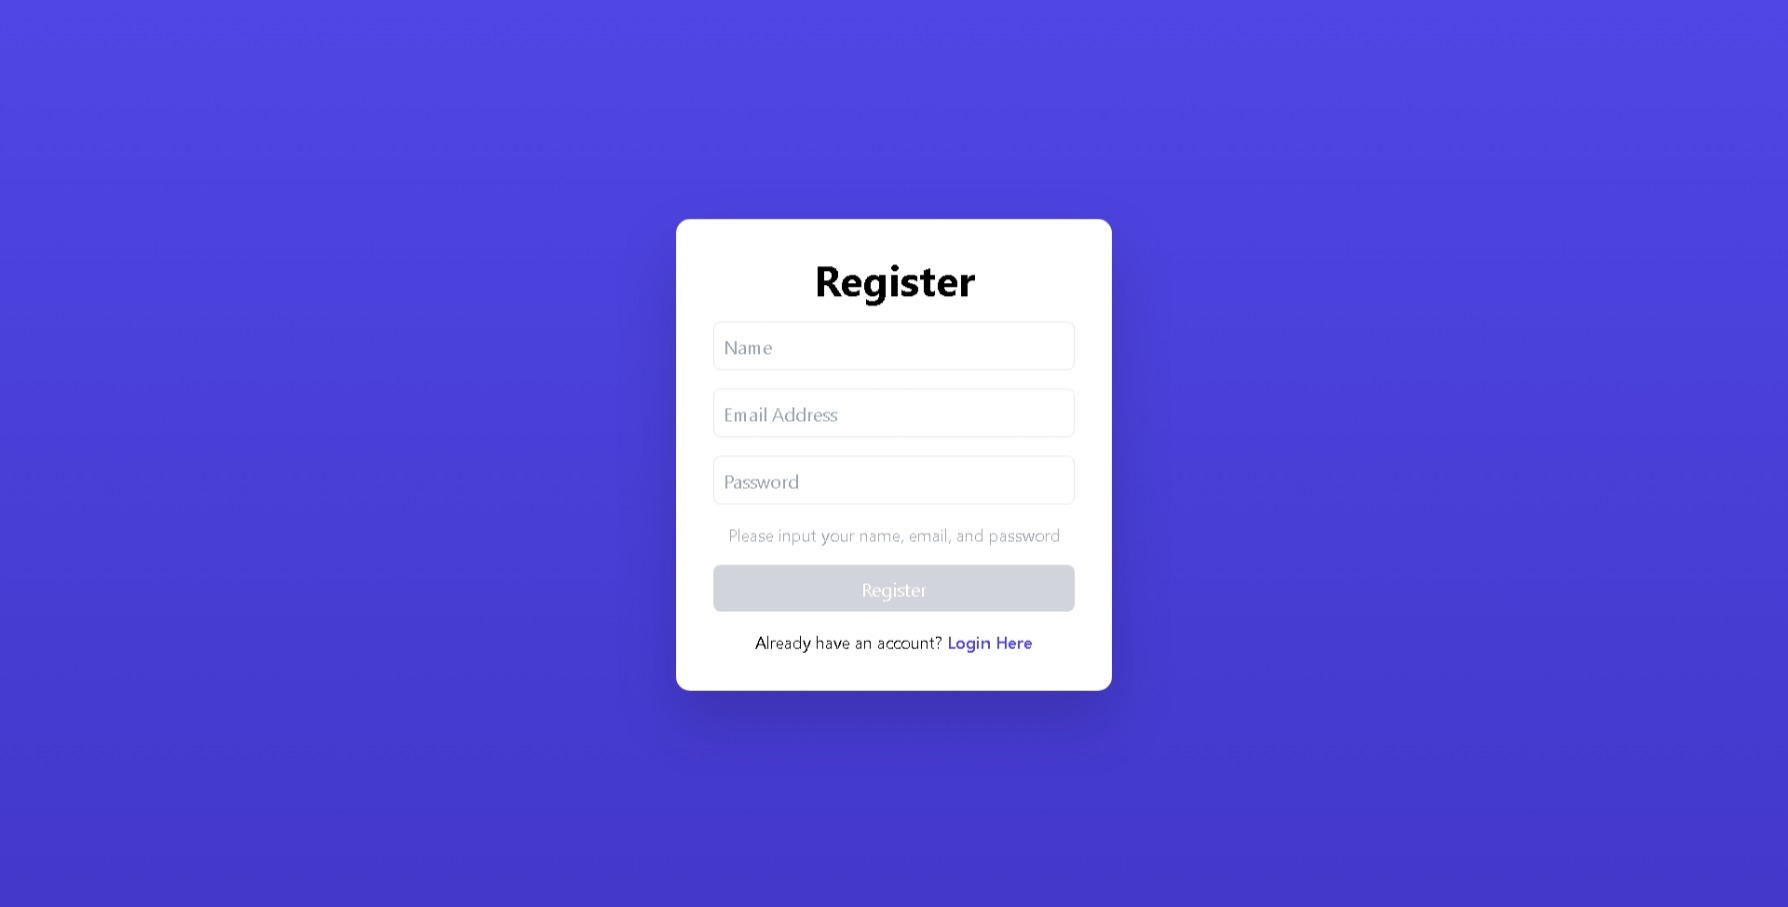 Register
Name
Email Address
Password
Please input your name, email, and password
Register
Already have an account? Login Here